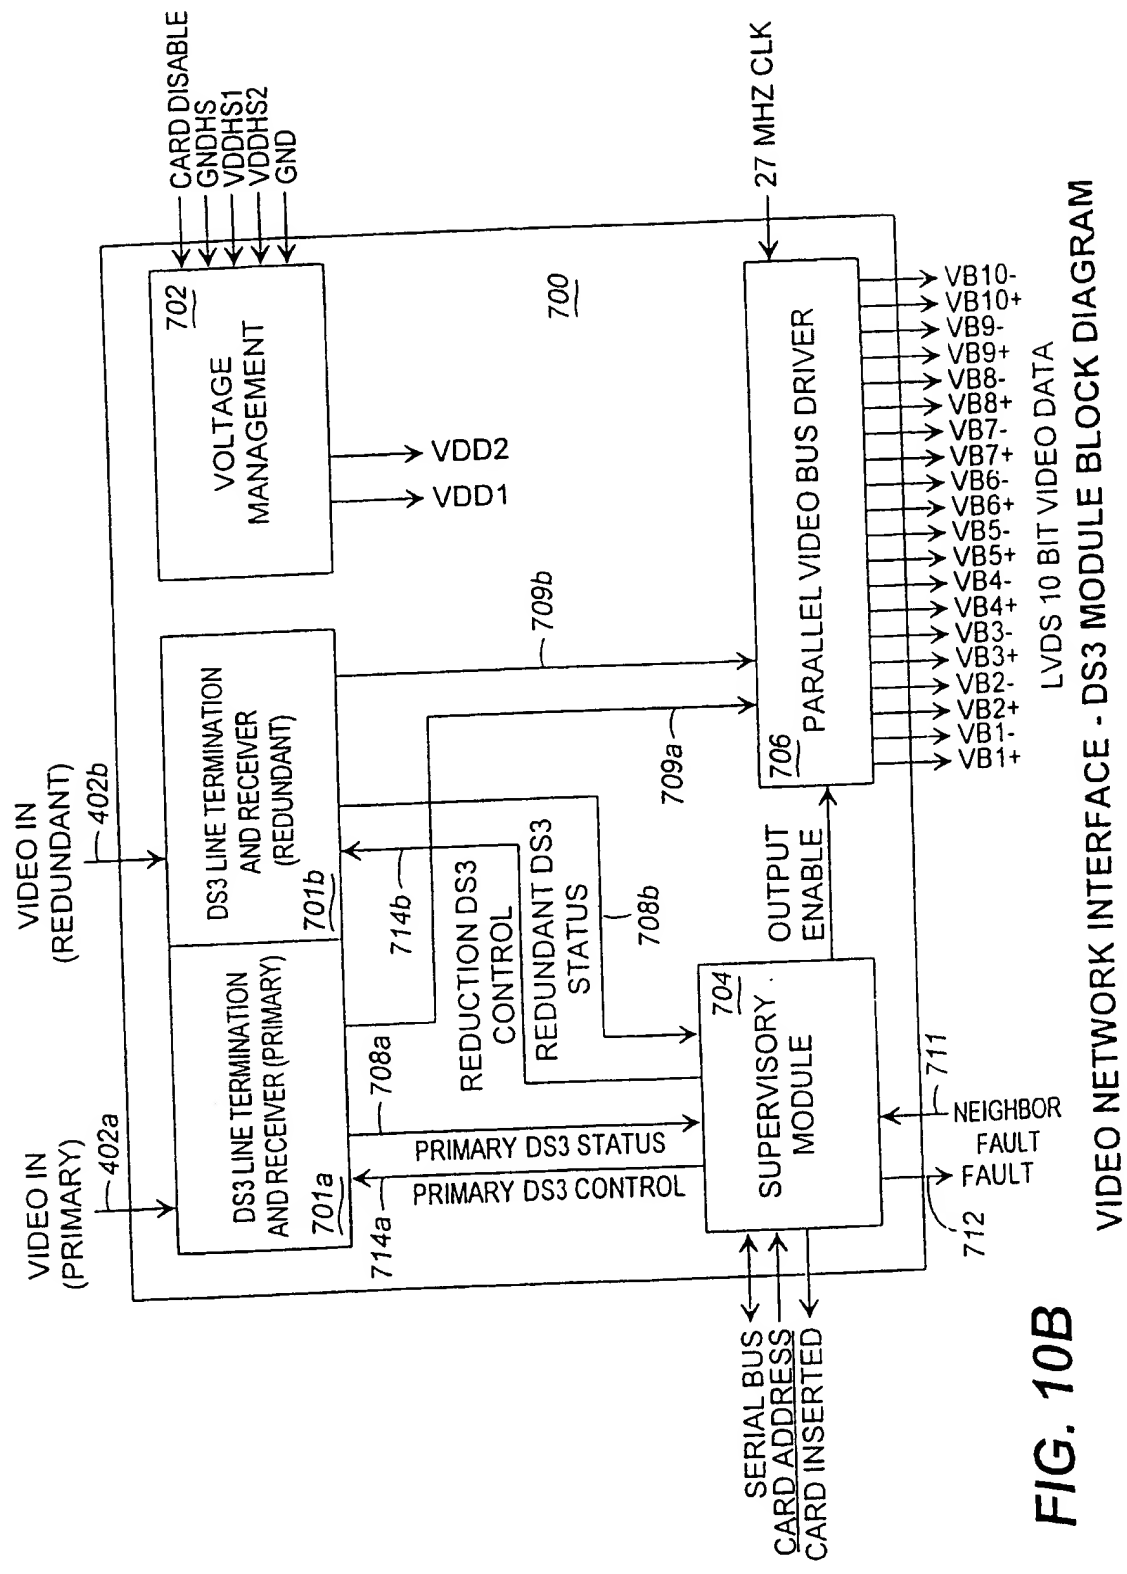 VIDEO IN
(PRIMARY)
402a
VIDEO IN
(REDUNDANT)
402b
DS3 LINE TERMINATION
AND RECEIVER (PRIMARY)
701a
DS3 LINE TERMINATION
AND RECEIVER
(REDUNDANT)
701b
702
VOLTAGE
MANAGEMENT
CARD DISABLE
GNDHS
VDDHS1
VDDHS2
GND
VDD1
VDD2
700
714a
708a
PRIMARY DS3 STATUS
PRIMARY DS3 CONTROL
714b
REDUCTION DS3
CONTROL
REDUNDANT DS3
STATUS
708b
709a
709b
SERIAL BUS
CARD ADDRESS
CARD INSERTED
704
SUPERVISORY
MODULE
OUTPUT
ENABLE
706
PARALLEL VIDEO BUS DRIVER
27 MHZ CLK
712
FAULT
NEIGHBOR
FAULT
711
VB1+
VB1-
VB2+
VB2-
VB3+
VB3-
VB4+
VB4-
VB5+
VB5-
VB6+
VB6-
VB7+
VB7-
VB8+
VB8-
VB9+
VB9-
VB10+
VB10-
LVDS 10 BIT VIDEO DATA
FIG. 10B
VIDEO NETWORK INTERFACE - DS3 MODULE BLOCK DIAGRAM